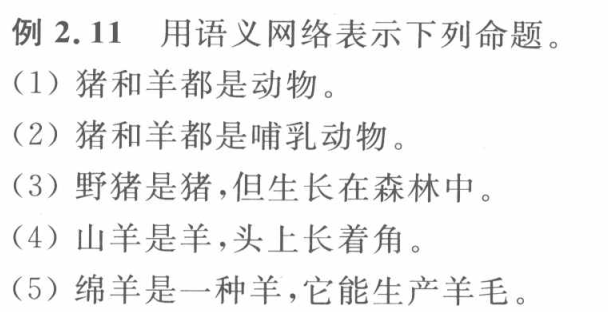 例 2.11 用语义网络表示下列命题。
(1) 猪和羊都是动物。
(2) 猪和羊都是哺乳动物。
(3) 野猪是猪,但生长在森林中。
(4) 山羊是羊,头上长着角。
(5) 绵羊是一种羊,它能生产羊毛。